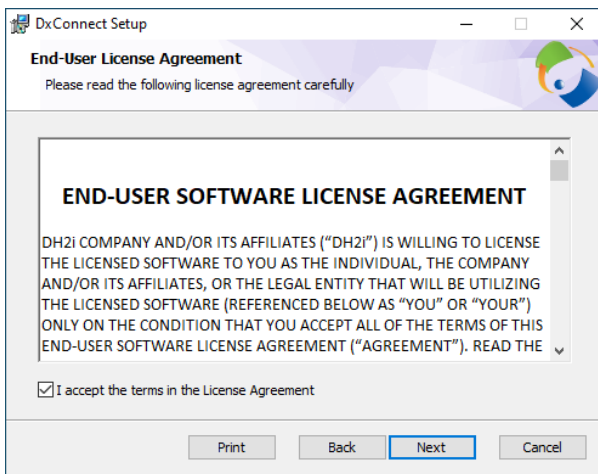 DxConnect Setup
End-User License Agreement
Please read the following license agreement carefully
END-USER SOFTWARE LICENSE AGREEMENT
DH2i COMPANY AND/OR ITS AFFILIATES (“DH2i”) IS WILLING TO LICENSE
THE LICENSED SOFTWARE TO YOU AS THE INDIVIDUAL, THE COMPANY
AND/OR ITS AFFILIATES, OR THE LEGAL ENTITY THAT WILL BE UTILIZING
THE LICENSED SOFTWARE (REFERENCED BELOW AS “YOU” OR “YOUR”)
ONLY ON THE CONDITION THAT YOU ACCEPT ALL OF THE TERMS OF THIS
END-USER SOFTWARE LICENSE AGREEMENT (“AGREEMENT”). READ THE
I accept the terms in the License Agreement
Print Back Next Cancel